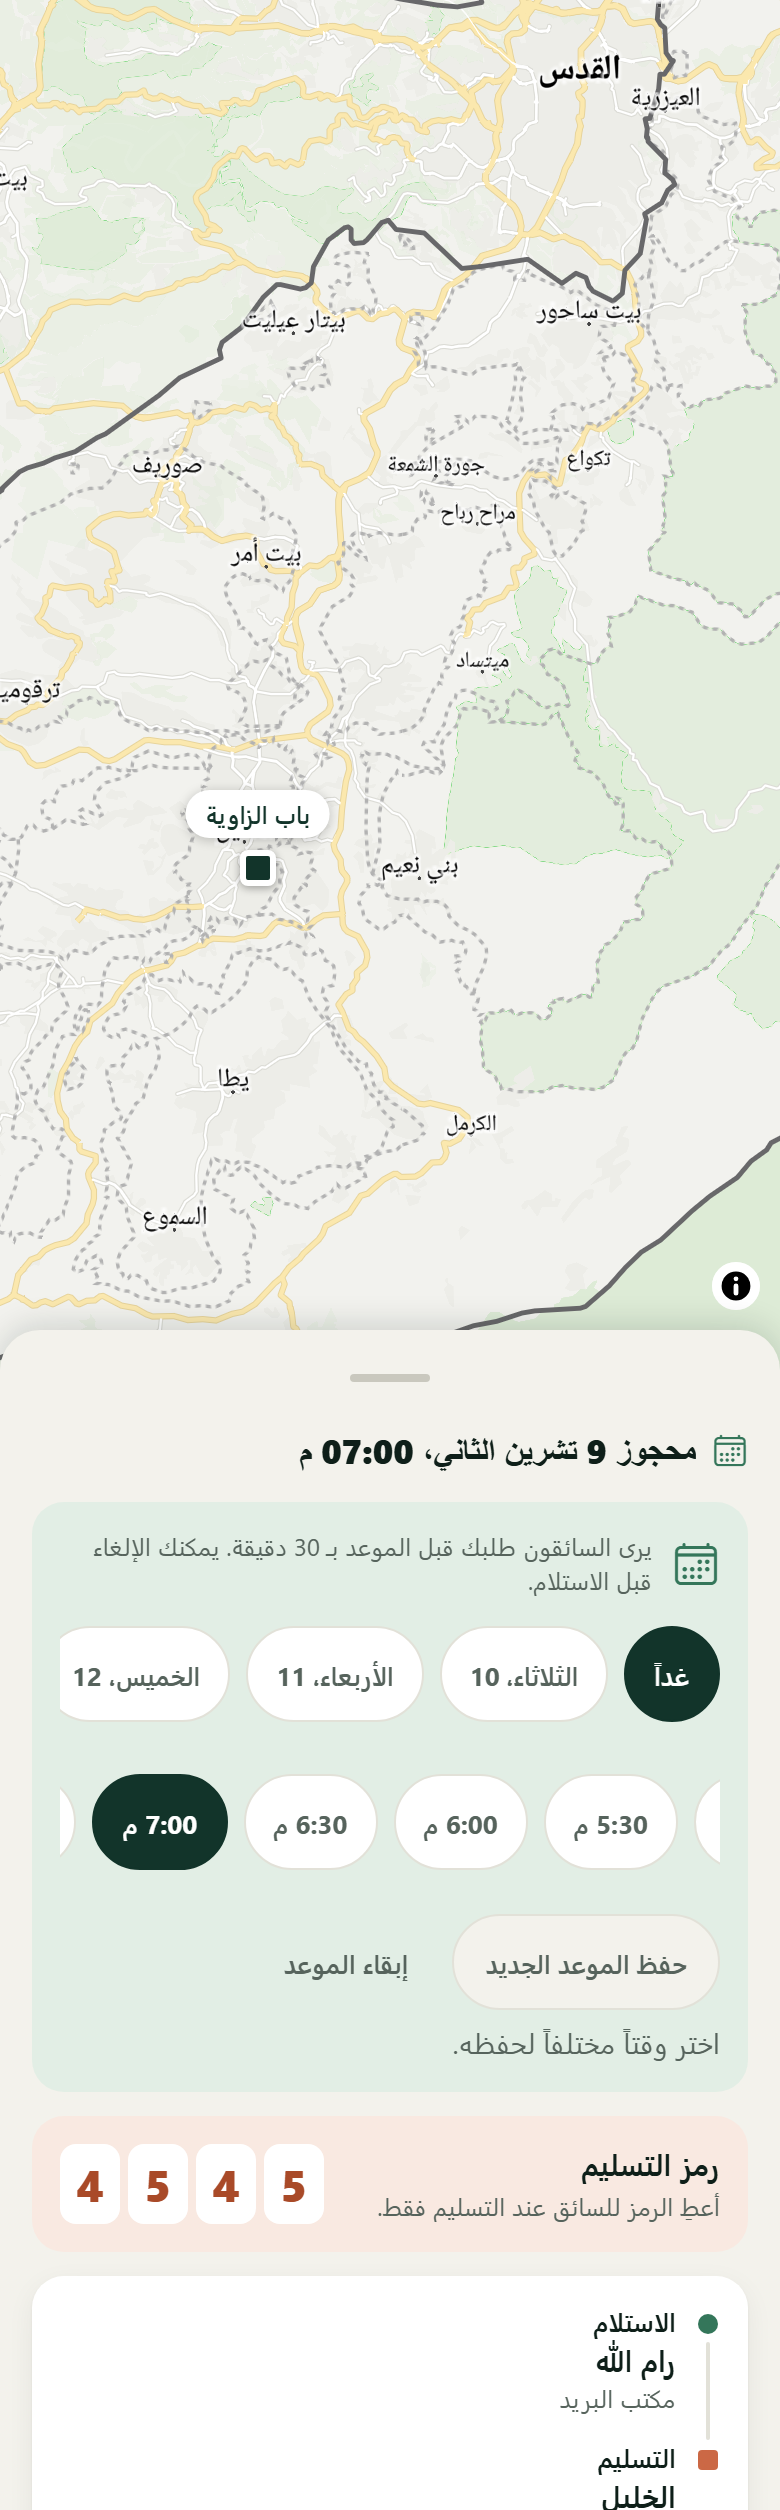 القدس
العيزرية
بيت
بيت ساحور
بيتار عيليت
صوريف
جورة الشمعة
تكواع
مراح رباح
بيت أمر
ميتساد
ترقوميا
باب الزاوية
بني نعيم
يطا
الكرمل
السموع
محجوز 9 تشرين الثاني، 07:00 م
يرى السائقون طلبك قبل الموعد بـ 30 دقيقة. يمكنك الإلغاء
قبل الاستلام.
غداً
الثلاثاء، 10
الأربعاء، 11
الخميس، 12
5:30 م
6:00 م
6:30 م
7:00 م
حفظ الموعد الجديد
إبقاء الموعد
اختر وقتاً مختلفاً لحفظه.
رمز التسليم
4 5 4 5
أعطِ الرمز للسائق عند التسليم فقط.
الاستلام
رام الله
مكتب البريد
التسليم
الخليل